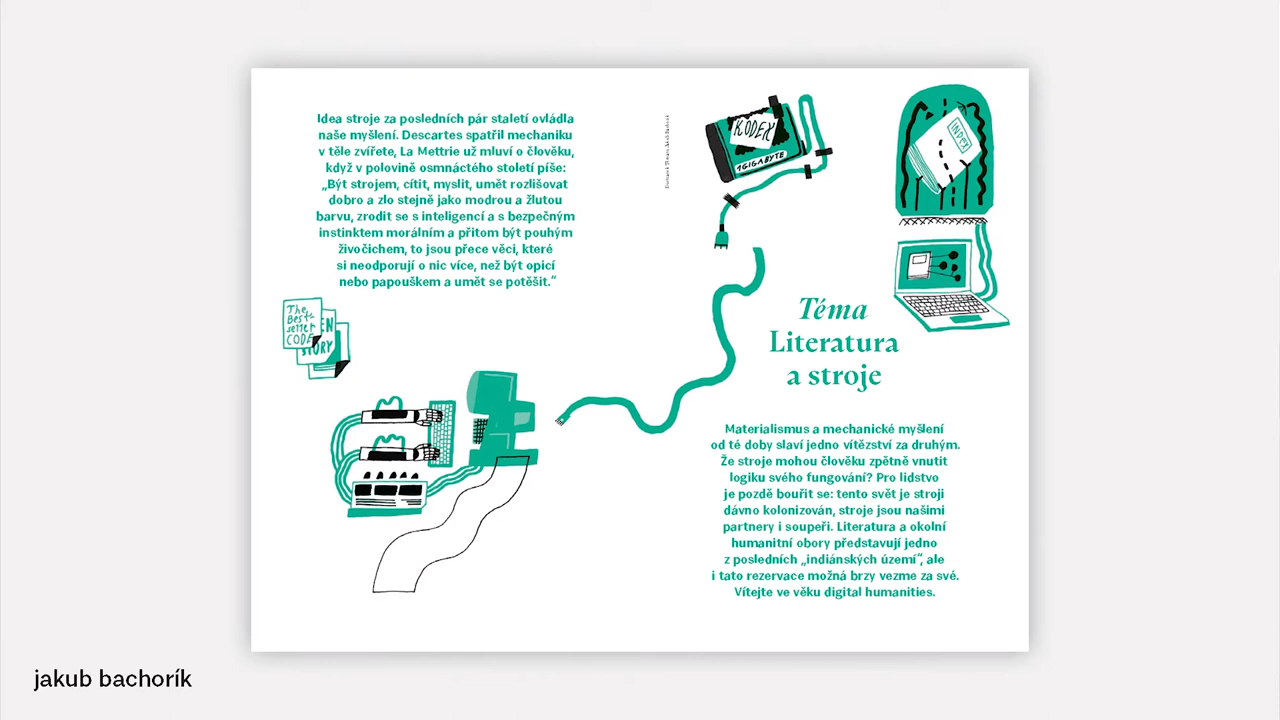 Idea stroje za posledních pár staletí ovládla
naše myšlení. Descartes spatřil mechaniku
v těle zvířete, La Mettrie už mluví o člověku,
když v polovině osmnáctého století píše:
„Být strojem, cítit, myslit, umět rozlišovat
dobro a zlo stejně jako modrou a žlutou
barvu, zrodit se s inteligencí a s bezpečným
instinktem morálním a přitom být pouhým
živočichem, to jsou přece věci, které
si neodporují o nic více, než být opicí
nebo papouškem a umět se potěšit.“
The
Best-
seller
CODE
EN
STORY
Jakub Bachorík
KODEX
1 GIGABYTE
INDEX
Téma
Literatura
a stroje
Materialismus a mechanické myšlení
od té doby slaví jedno vítězství za druhým.
Že stroje mohou člověku zpětně vnutit
logiku svého fungování? Pro lidstvo
je pozdě bouřit se: tento svět je stroji
dávno kolonizován, stroje jsou našimi
partnery i soupeři. Literatura a okolní
humanitní obory představují jedno
z posledních „indiánských území“, ale
i tato rezervace možná brzy vezme za své.
Vítejte ve věku digital humanities.
jakub bachorík